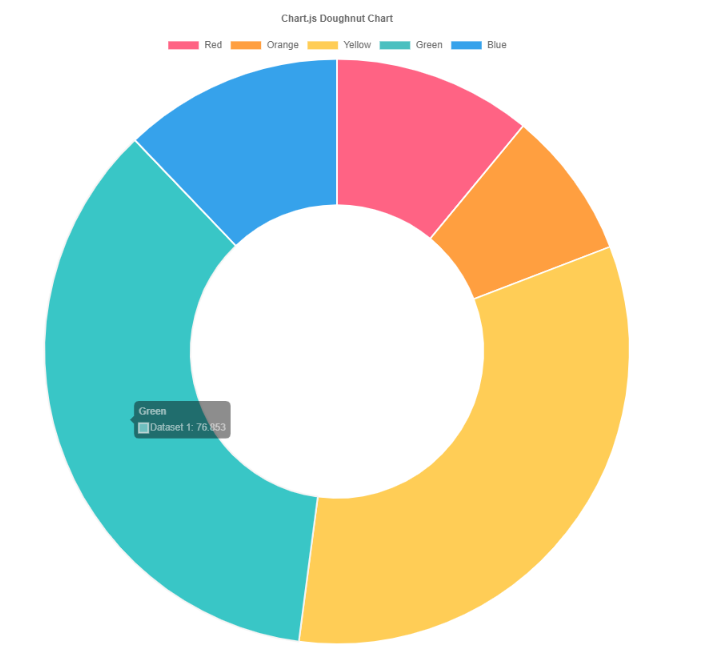 Chart.js Doughnut Chart
Red Orange Yellow Green Blue
Green
Dataset 1: 76.853